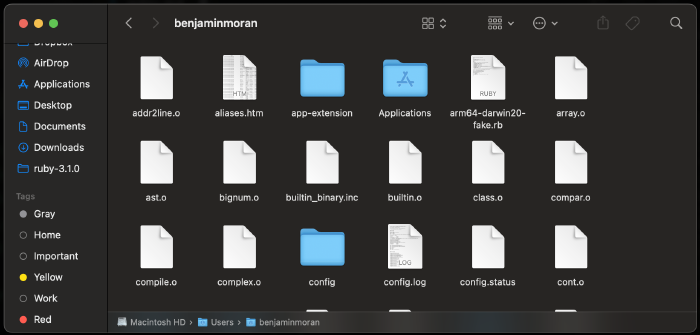 benjaminmoran
Dropbox
AirDrop
Applications
Desktop
Documents
Downloads
ruby-3.1.0
Tags
Gray
Home
Important
Yellow
Work
Red
addr2line.o
HTM
aliases.htm
app-extension
Applications
RUBY
arm64-darwin20-
fake.rb
array.o
ast.o
bignum.o
builtin_binary.inc
builtin.o
class.o
compar.o
compile.o
complex.o
config
LOG
config.log
config.status
cont.o
Macintosh HD › Users › benjaminmoran